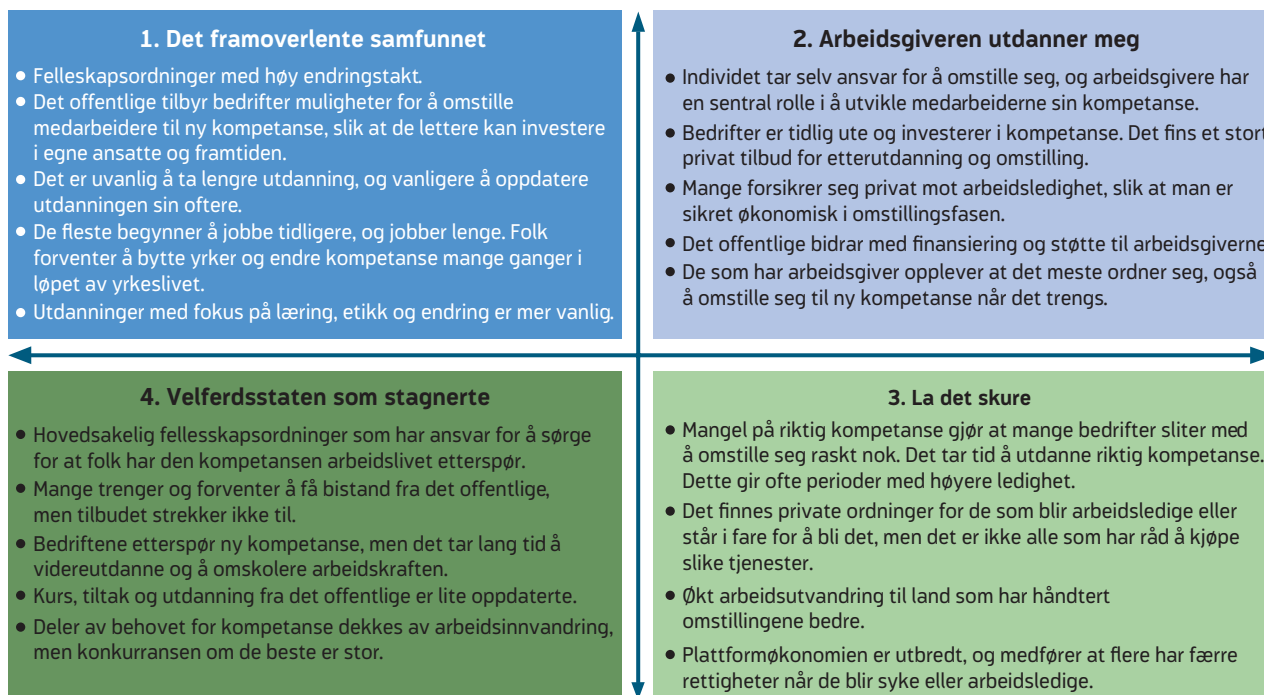 1. Det framoverlente samfunnet
• Felleskapsordninger med høy endringstakt.
• Det offentlige tilbyr bedrifter muligheter for å omstille
medarbeidere til ny kompetanse, slik at de lettere kan investere
i egne ansatte og framtiden.
• Det er uvanlig å ta lengre utdanning, og vanligere å oppdatere
utdanningen sin oftere.
• De fleste begynner å jobbe tidligere, og jobber lenge. Folk
forventer å bytte yrker og endre kompetanse mange ganger i
løpet av yrkeslivet.
• Utdanninger med fokus på læring, etikk og endring er mer vanlig.
2. Arbeidsgiveren utdanner meg
• Individet tar selv ansvar for å omstille seg, og arbeidsgivere har
en sentral rolle i å utvikle medarbeiderne sin kompetanse.
• Bedrifter er tidlig ute og investerer i kompetanse. Det fins et stort
privat tilbud for etterutdanning og omstilling.
• Mange forsikrer seg privat mot arbeidsledighet, slik at man er
sikret økonomisk i omstillingsfasen.
• Det offentlige bidrar med finansiering og støtte til arbeidsgiverne
• De som har arbeidsgiver opplever at det meste ordner seg, også
å omstille seg til ny kompetanse når det trengs.
4. Velferdsstaten som stagnerte
• Hovedsakelig fellesskapsordninger som har ansvar for å sørge
for at folk har den kompetansen arbeidslivet etterspør.
• Mange trenger og forventer å få bistand fra det offentlige,
men tilbudet strekker ikke til.
• Bedriftene etterspør ny kompetanse, men det tar lang tid å
videreutdanne og å omskolere arbeidskraften.
• Kurs, tiltak og utdanning fra det offentlige er lite oppdaterte.
• Deler av behovet for kompetanse dekkes av arbeidsinnvandring,
men konkurransen om de beste er stor.
3. La det skure
• Mangel på riktig kompetanse gjør at mange bedrifter sliter med
å omstille seg raskt nok. Det tar tid å utdanne riktig kompetanse.
Dette gir ofte perioder med høyere ledighet.
• Det finnes private ordninger for de som blir arbeidsledige eller
står i fare for å bli det, men det er ikke alle som har råd å kjøpe
slike tjenester.
• Økt arbeidsutvandring til land som har håndtert
omstillingene bedre.
• Plattformøkonomien er utbredt, og medfører at flere har færre
rettigheter når de blir syke eller arbeidsledige.